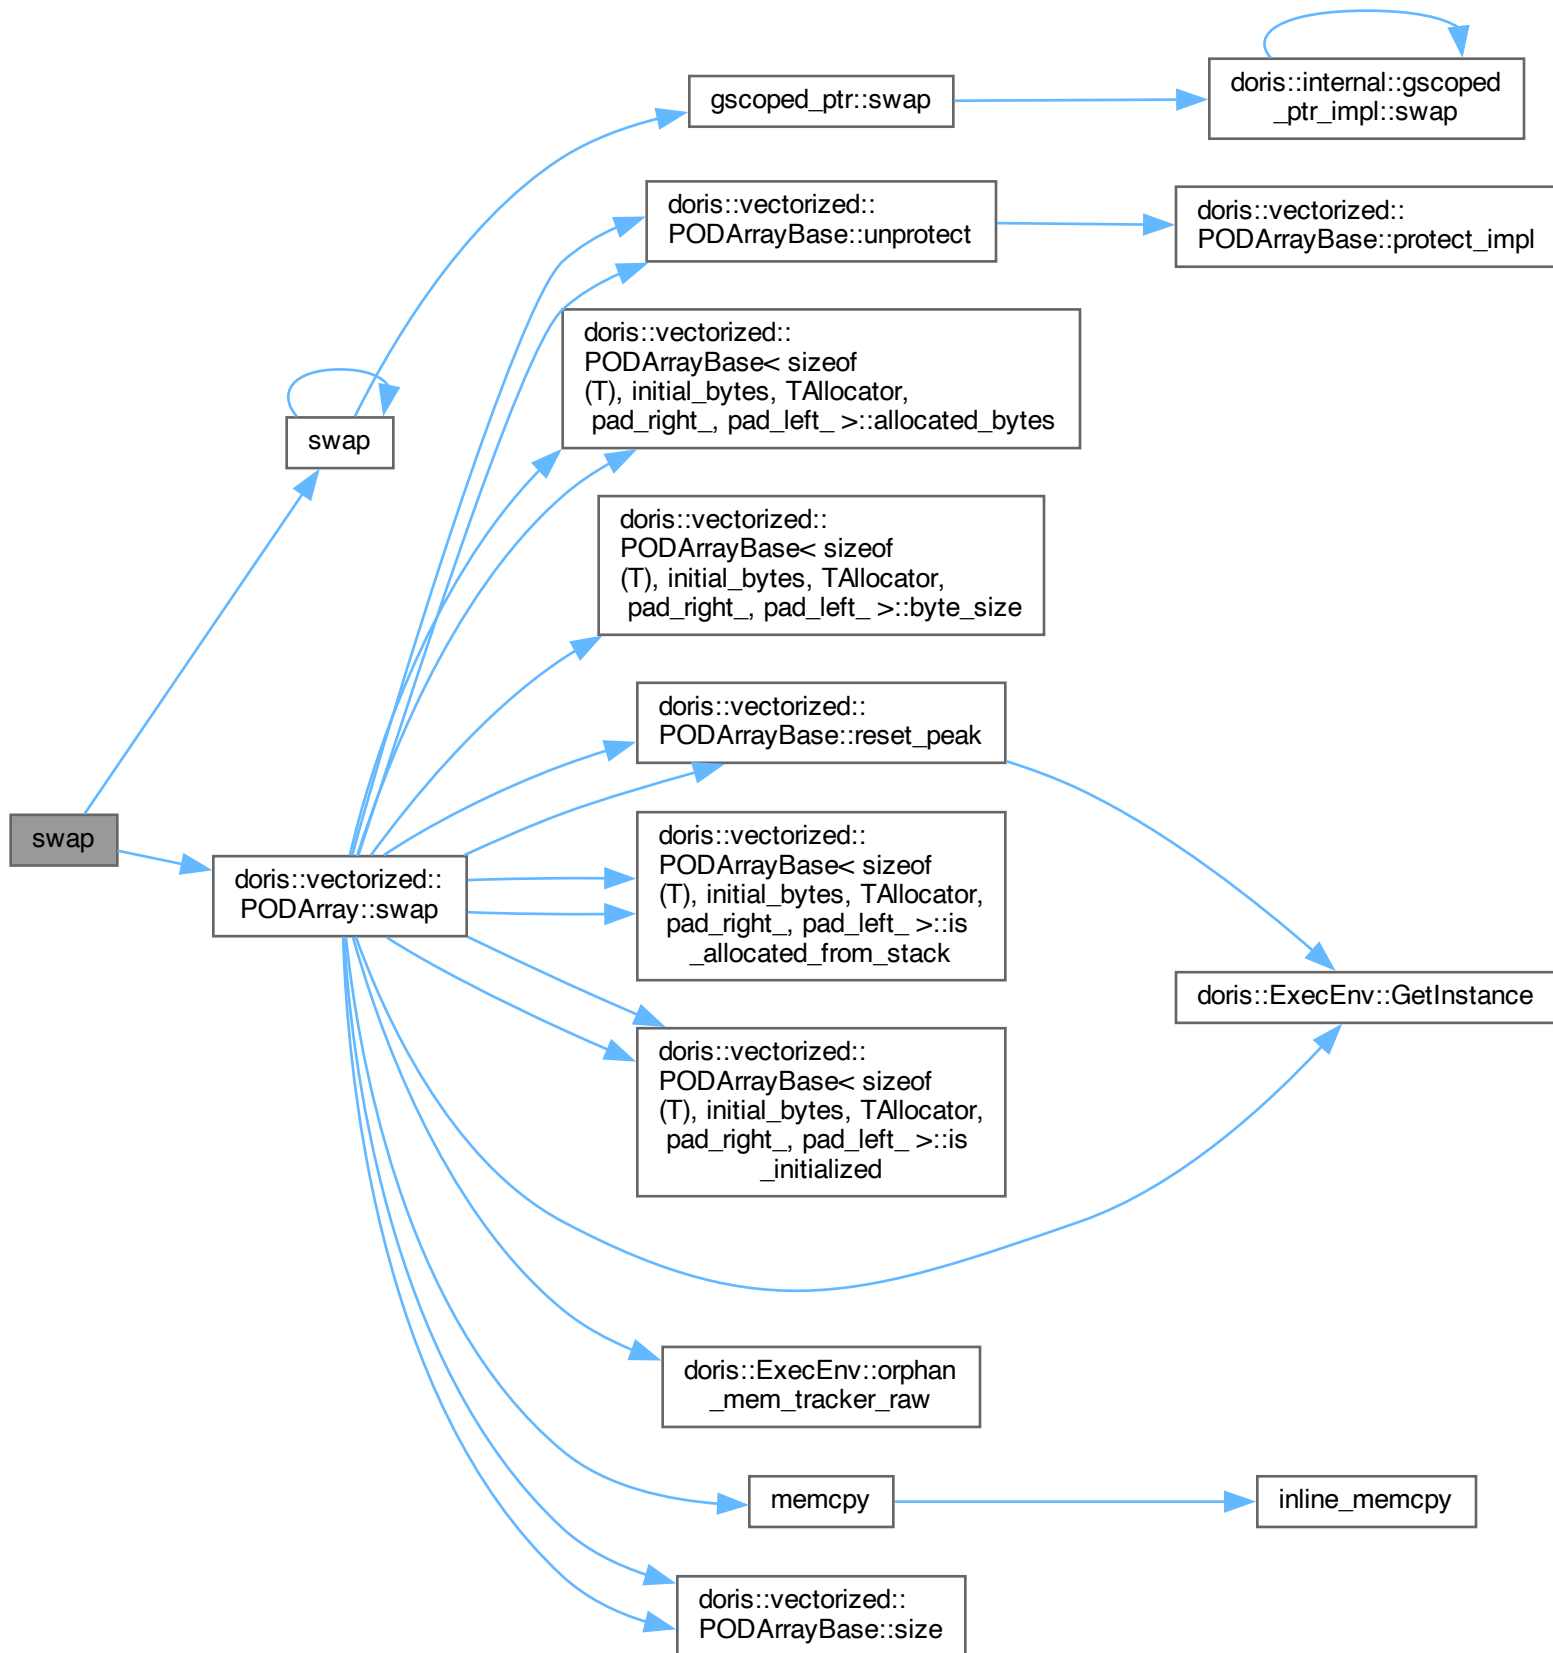 gscoped_ptr::swap
doris::internal::gscoped
_ptr_impl::swap
doris::vectorized::
PODArrayBase::unprotect
doris::vectorized::
PODArrayBase::protect_impl
doris::vectorized::
PODArrayBase< sizeof
(T), initial_bytes, TAllocator,
pad_right_, pad_left_ >::allocated_bytes
swap
doris::vectorized::
PODArrayBase< sizeof
(T), initial_bytes, TAllocator,
pad_right_, pad_left_ >::byte_size
doris::vectorized::
PODArrayBase::reset_peak
swap
doris::vectorized::
PODArray::swap
doris::vectorized::
PODArrayBase< sizeof
(T), initial_bytes, TAllocator,
pad_right_, pad_left_ >::is
_allocated_from_stack
doris::ExecEnv::GetInstance
doris::vectorized::
PODArrayBase< sizeof
(T), initial_bytes, TAllocator,
pad_right_, pad_left_ >::is
_initialized
doris::ExecEnv::orphan
_mem_tracker_raw
memcpy
inline_memcpy
doris::vectorized::
PODArrayBase::size